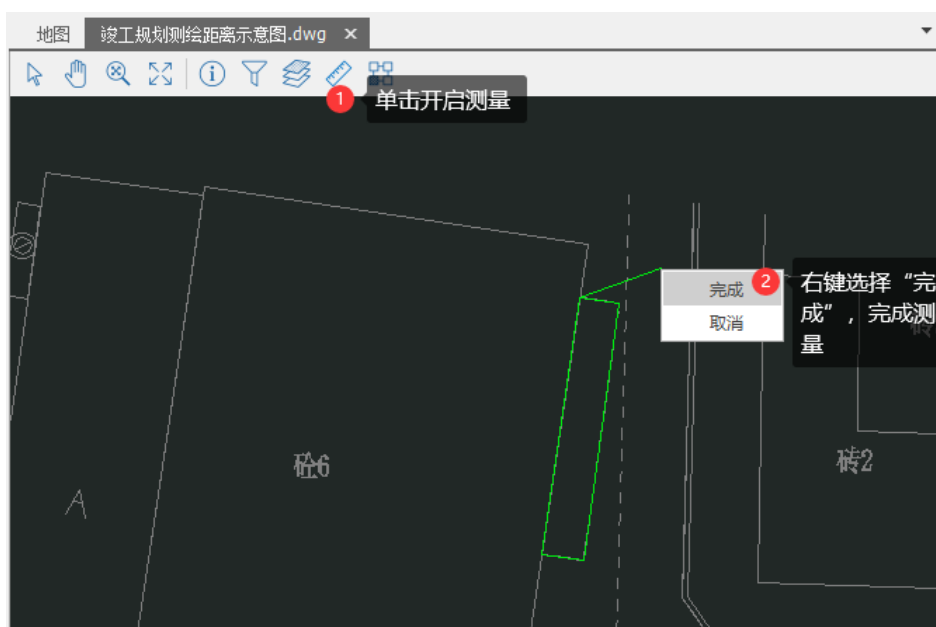 地图
竣工规划测绘距离示意图.dwg ×
1
单击开启测量
完成
2
取消
右键选择“完
成”，完成测
量
砼6
砖2
砖
A